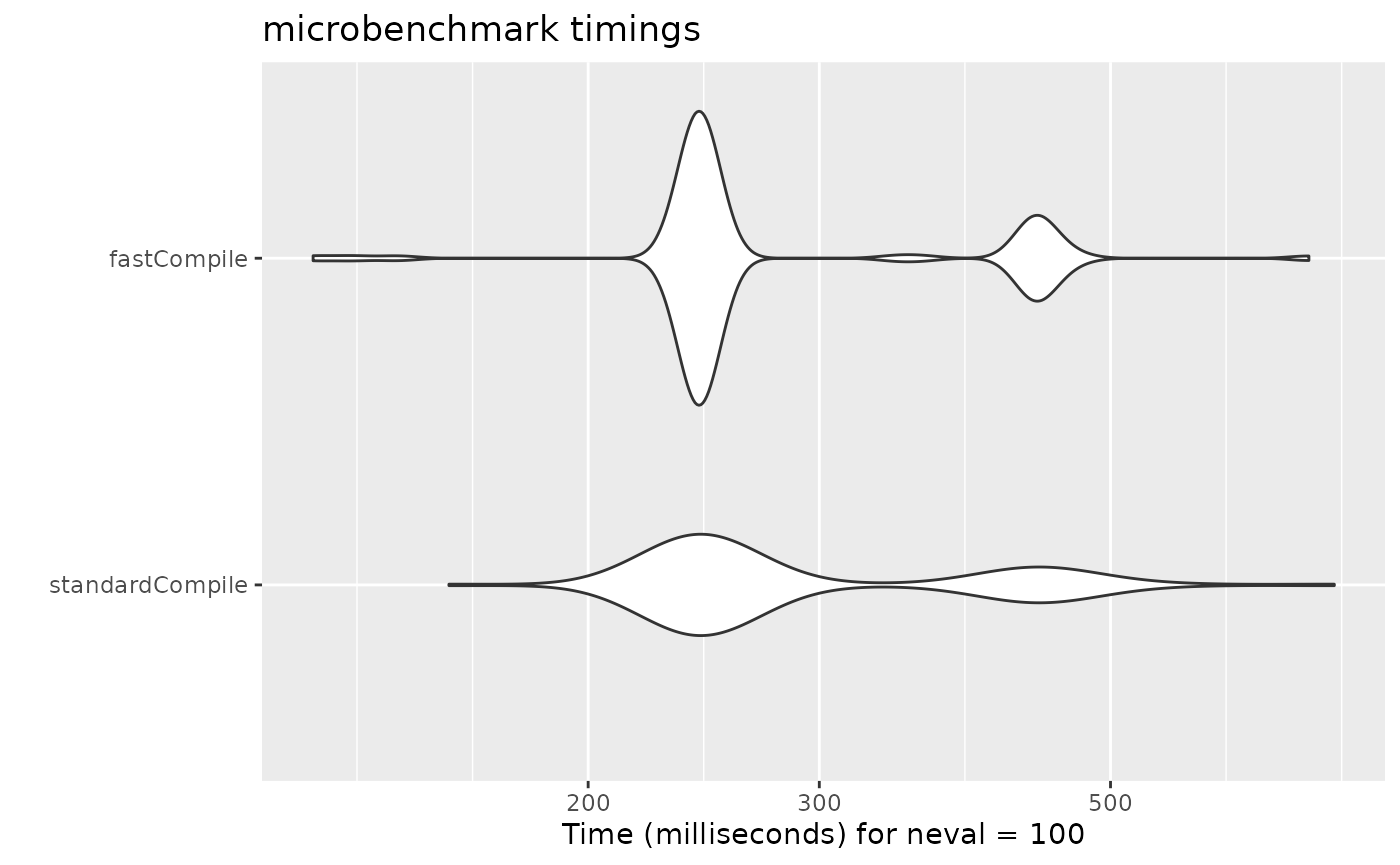 microbenchmark timings
fastCompile
standardCompile
200 300 500
Time (milliseconds) for neval = 100